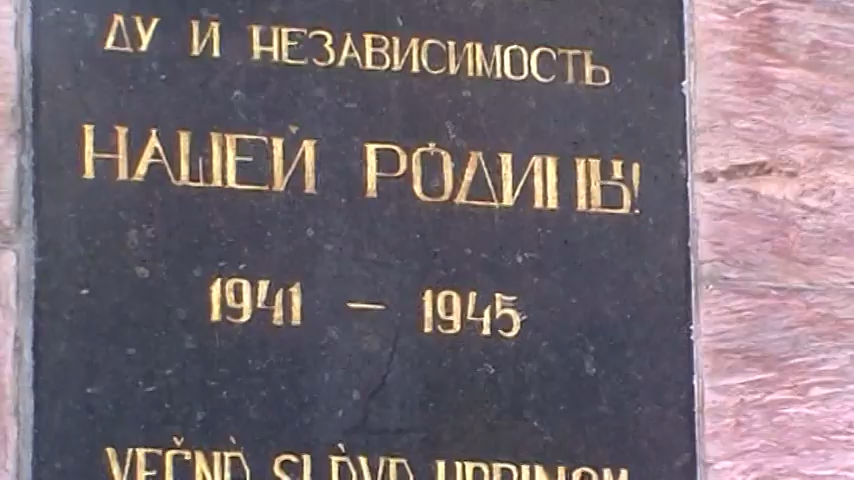 ДУ И НЕЗАВИСИМОСТЬ
НАШЕЙ РОДИНЫ!
1941 – 1945
VEČNÁ SLÁVA